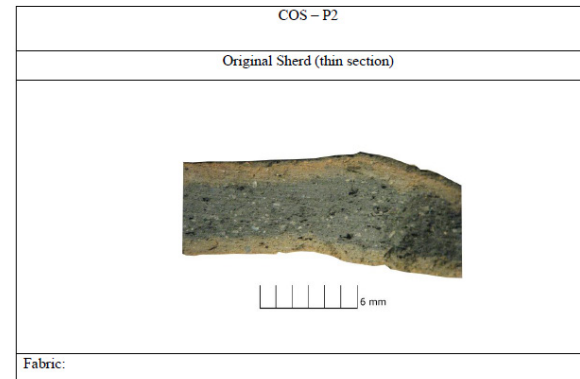 COS – P2
Original Sherd (thin section)
6 mm
Fabric: